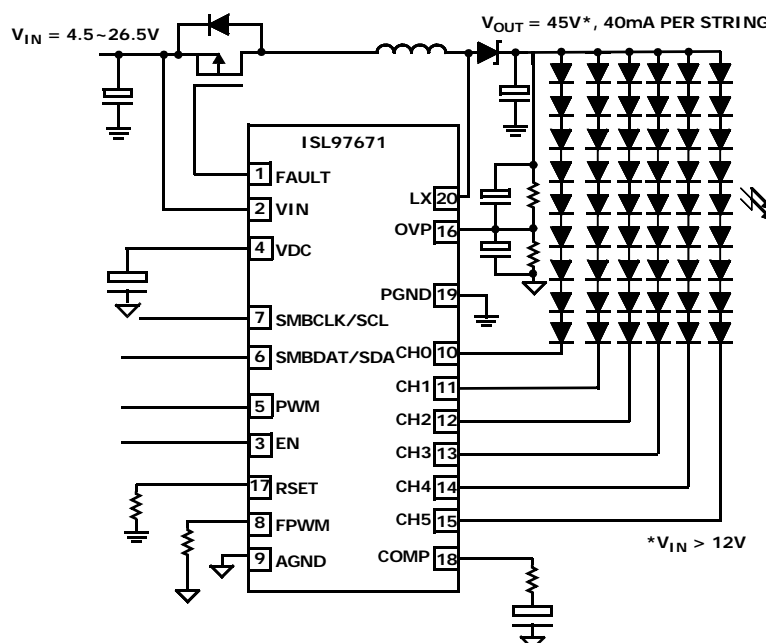 V_IN = 4.5~26.5V
V_OUT = 45V*, 40mA PER STRING
ISL97671
1 FAULT
2 VIN
4 VDC
7 SMBCLK/SCL
6 SMBDAT/SDA
5 PWM
3 EN
17 RSET
8 FPWM
9 AGND
LX 20
OVP 16
PGND 19
CH0 10
CH1 11
CH2 12
CH3 13
CH4 14
CH5 15
COMP 18
*V_IN > 12V